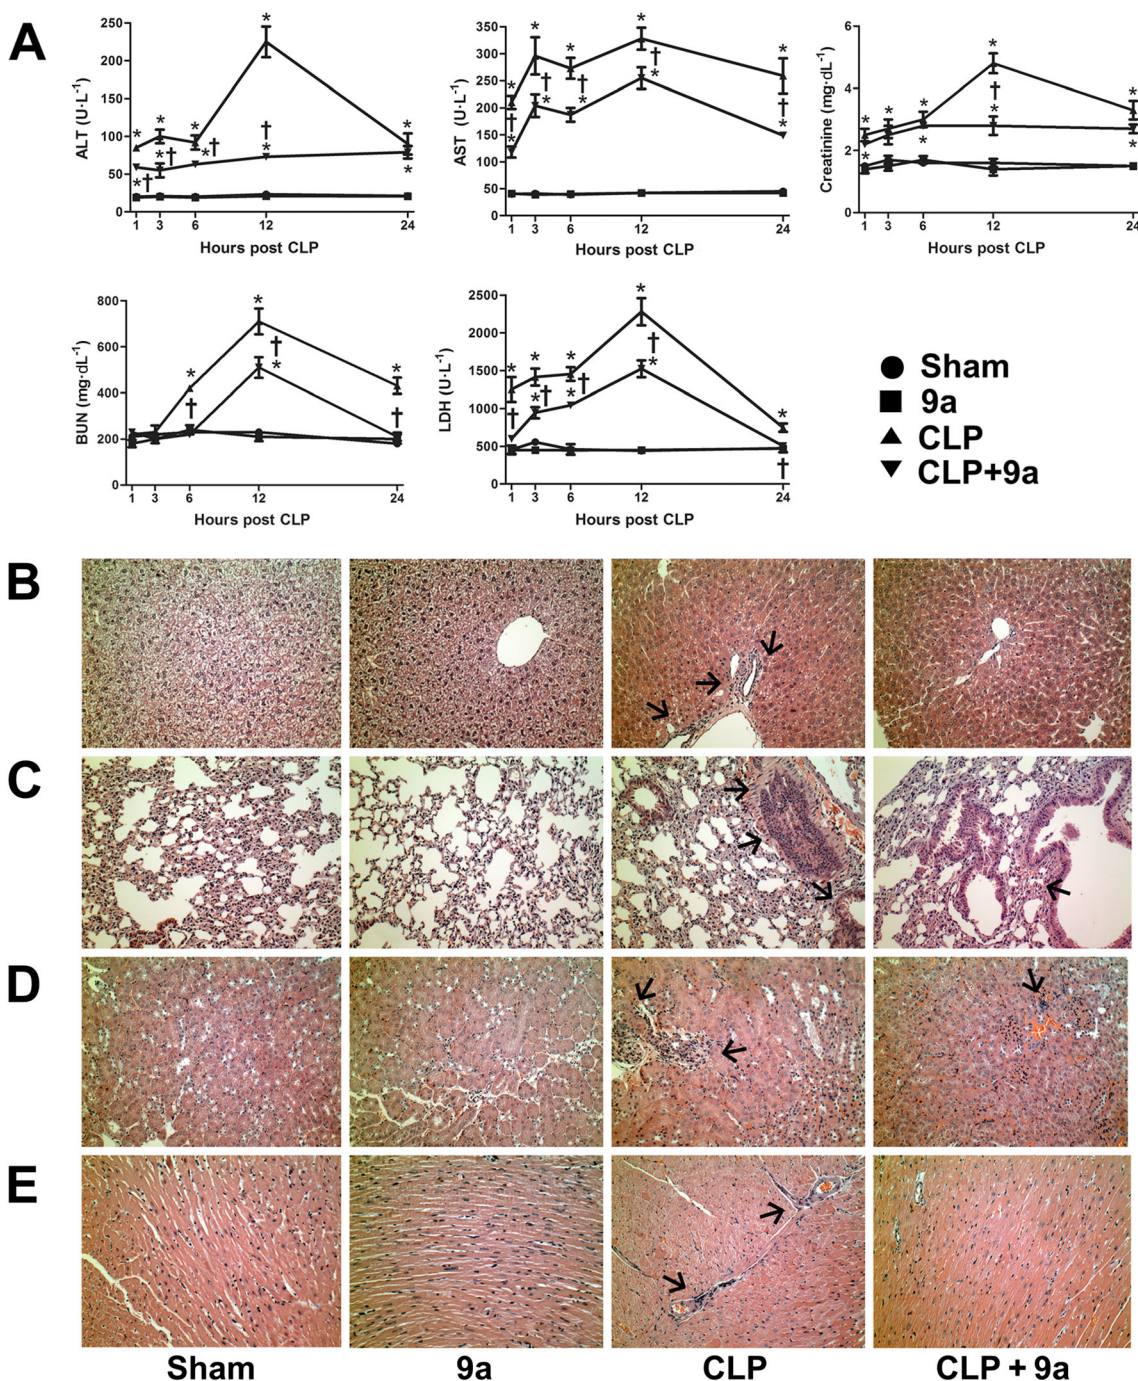 A
ALT (U·L⁻¹)
250
200
150
100
50
0
1 3 6 12 24
Hours post CLP
* * * * * * * * * *
† † † †
AST (U·L⁻¹)
350
300
250
200
150
100
50
0
1 3 6 12 24
Hours post CLP
* * * * * * * * * *
† † † † †
Creatinine (mg·dL⁻¹)
6
4
2
0
1 3 6 12 24
Hours post CLP
* * * * * * * * *
†
BUN (mg·dL⁻¹)
800
600
400
200
0
1 3 6 12 24
Hours post CLP
* * * *
† † †
LDH (U·L⁻¹)
2500
2000
1500
1000
500
0
1 3 6 12 24
Hours post CLP
* * * * * * * *
† † † † †
Sham
9a
CLP
CLP+9a
B
C
D
E
Sham 9a CLP CLP + 9a